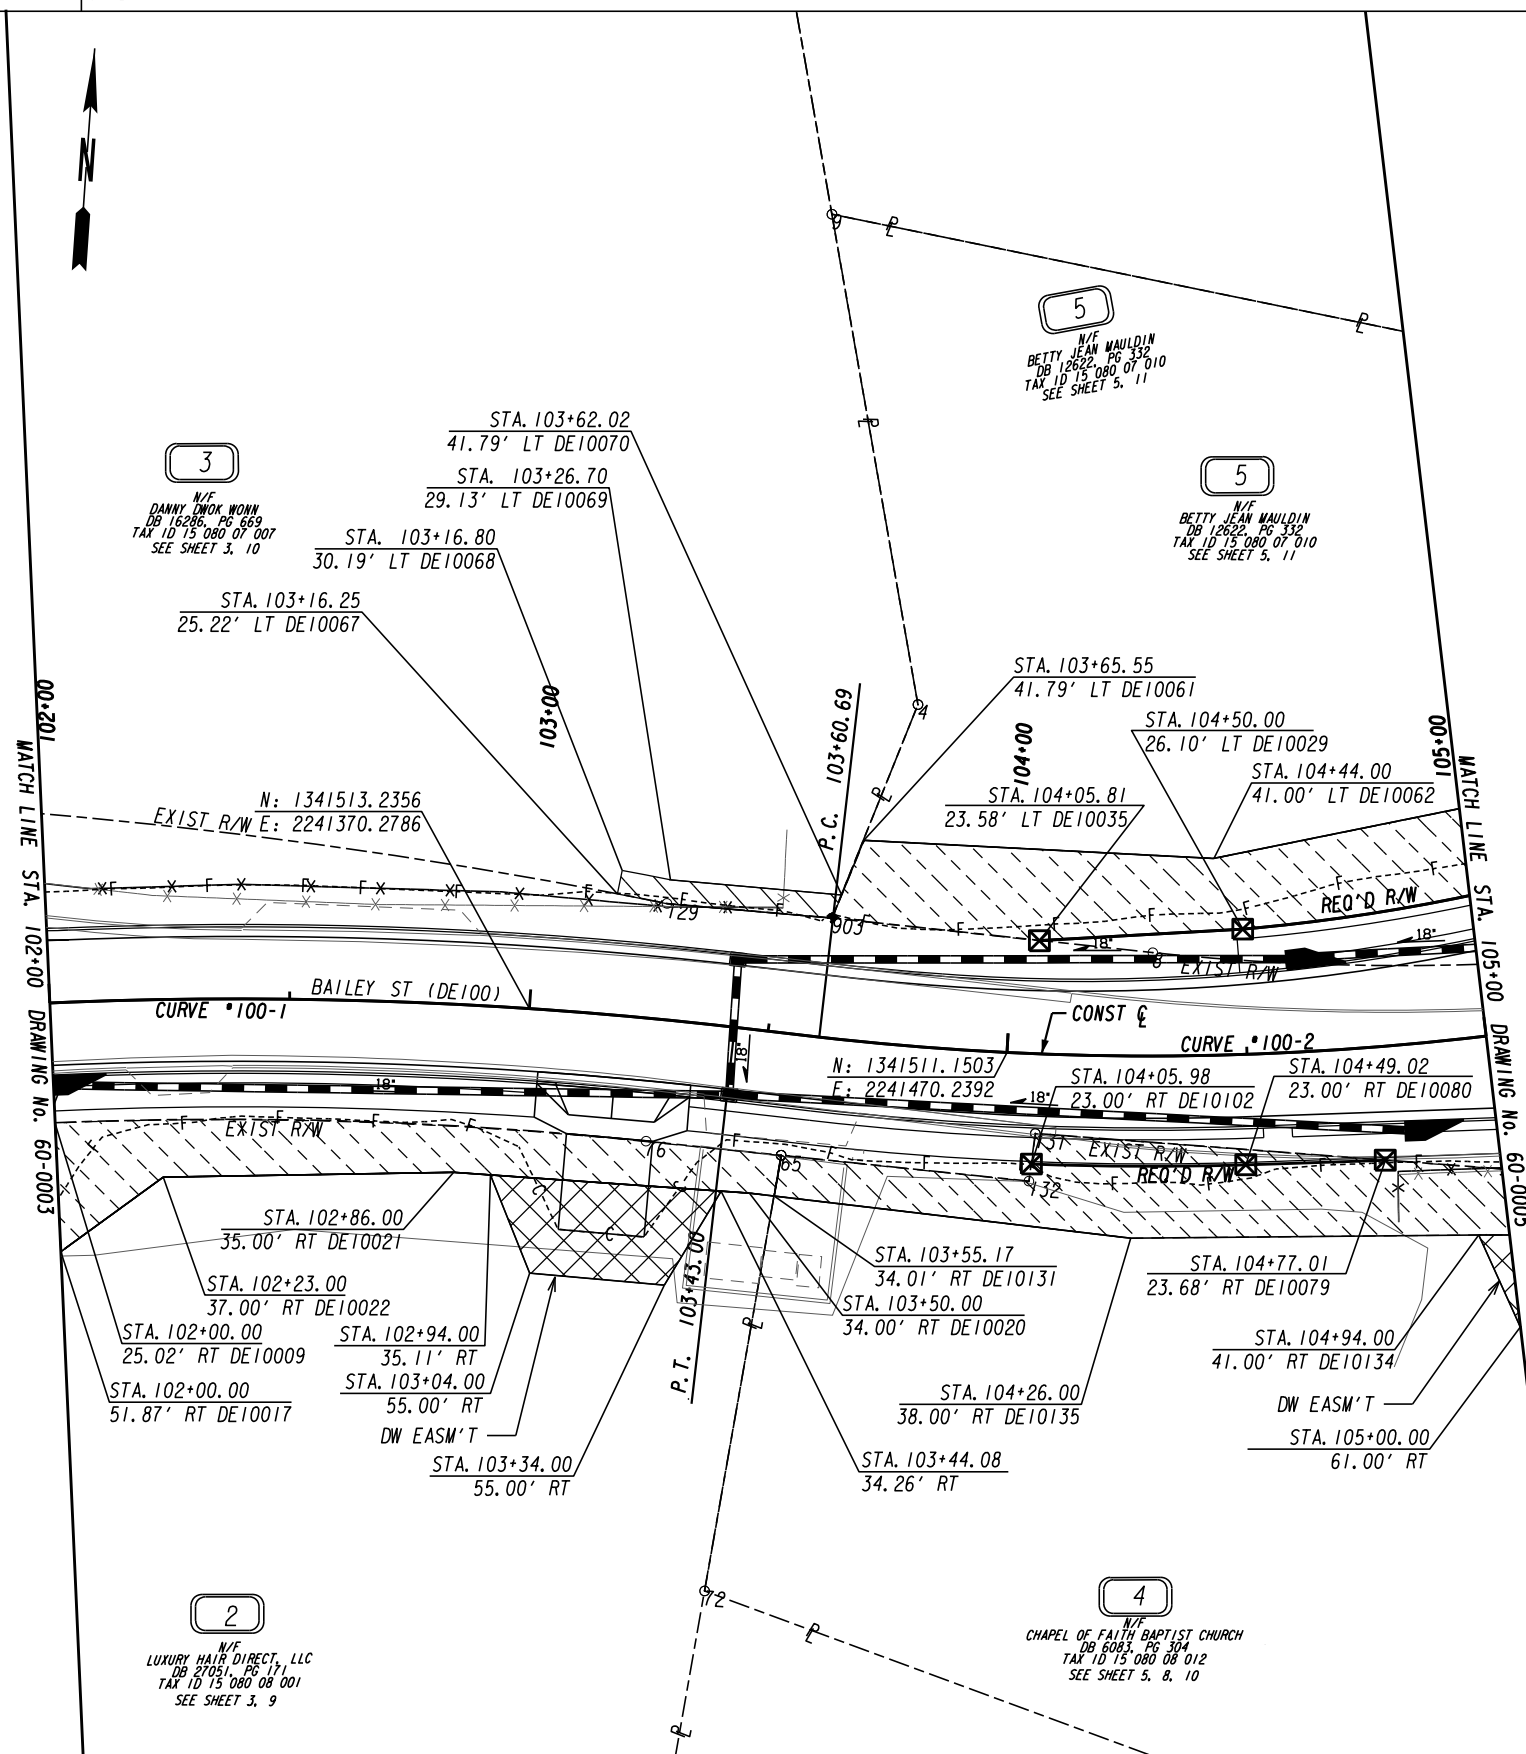 N
9
P L
P L
5
N/F
BETTY JEAN MAULDIN
DB 12622, PG 332
TAX ID 15 080 07 010
SEE SHEET 5, 11
P L
3
N/F
DANNY DWOK WONN
DB 16286, PG 669
TAX ID 15 080 07 007
SEE SHEET 3, 10
STA. 103+62.02
41.79' LT DE10070
STA. 103+26.70
29.13' LT DE10069
STA. 103+16.80
30.19' LT DE10068
STA. 103+16.25
25.22' LT DE10067
5
N/F
BETTY JEAN MAULDIN
DB 12622, PG 332
TAX ID 15 080 07 010
SEE SHEET 5, 11
STA. 103+65.55
41.79' LT DE10061
STA. 104+50.00
26.10' LT DE10029
STA. 104+44.00
41.00' LT DE10062
STA. 104+05.81
23.58' LT DE10035
102+00
103+00
P.C. 103+60.69
4
104+00
105+00
P L
MATCH LINE STA. 102+00 DRAWING No. 60-0003
MATCH LINE STA. 105+00 DRAWING No. 60-0005
N: 1341513.2356
EXIST R/W E: 2241370.2786
X F X F X F X F X F X F X X F X F
129
903
F F F F F
REQ'D R/W
18"
18"
8
EXIST R/W
BAILEY ST (DE100)
CURVE #100-1
CONST C L
CURVE #100-2
N: 1341511.1503
E: 2241470.2392
STA. 104+05.98
23.00' RT DE10102
STA. 104+49.02
23.00' RT DE10080
18"
18"
18"
EXIST R/W
76
65
131
EXIST R/W
REQ'D R/W
132
F F F F F F F F F F
C
C
STA. 102+86.00
35.00' RT DE10021
STA. 102+23.00
37.00' RT DE10022
STA. 102+00.00
25.02' RT DE10009
STA. 102+94.00
35.11' RT
STA. 102+00.00
51.87' RT DE10017
STA. 103+04.00
55.00' RT
DW EASM'T
STA. 103+34.00
55.00' RT
P.T. 103+43.00
P L
STA. 103+55.17
34.01' RT DE10131
STA. 103+50.00
34.00' RT DE10020
STA. 104+26.00
38.00' RT DE10135
STA. 103+44.08
34.26' RT
STA. 104+77.01
23.68' RT DE10079
STA. 104+94.00
41.00' RT DE10134
DW EASM'T
STA. 105+00.00
61.00' RT
72
P L
P L
2
N/F
LUXURY HAIR DIRECT, LLC
DB 27051, PG 171
TAX ID 15 080 08 001
SEE SHEET 3, 9
4
N/F
CHAPEL OF FAITH BAPTIST CHURCH
DB 6083, PG 304
TAX ID 15 080 08 012
SEE SHEET 5, 8, 10